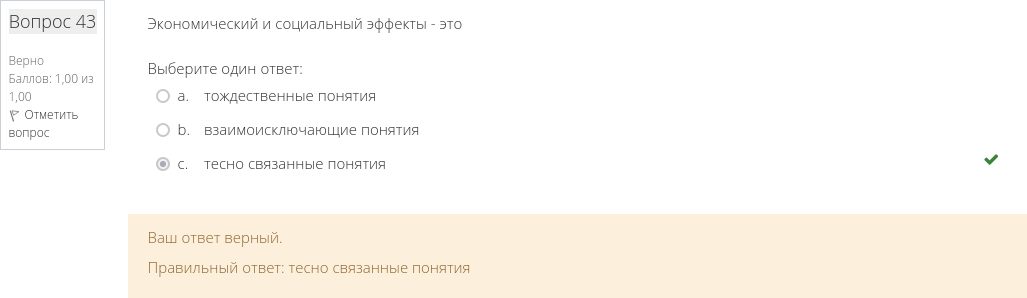 Вопрос 43
Верно
Баллов: 1,00 из
1,00
Отметить
вопрос
Экономический и социальный эффекты - это
Выберите один ответ:
a. тождественные понятия
b. взаимоисключающие понятия
c. тесно связанные понятия
Ваш ответ верный.
Правильный ответ: тесно связанные понятия